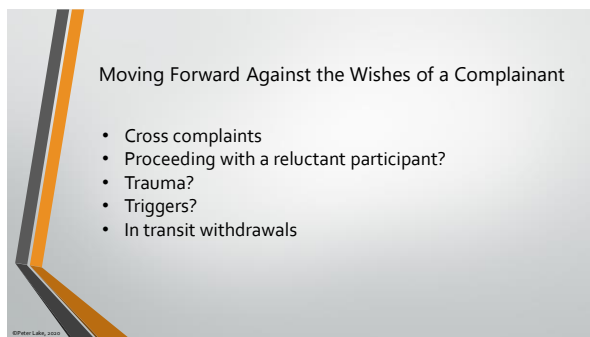 Moving Forward Against the Wishes of a Complainant
• Cross complaints
• Proceeding with a reluctant participant?
• Trauma?
• Triggers?
• In transit withdrawals
©Peter Lake, 2020